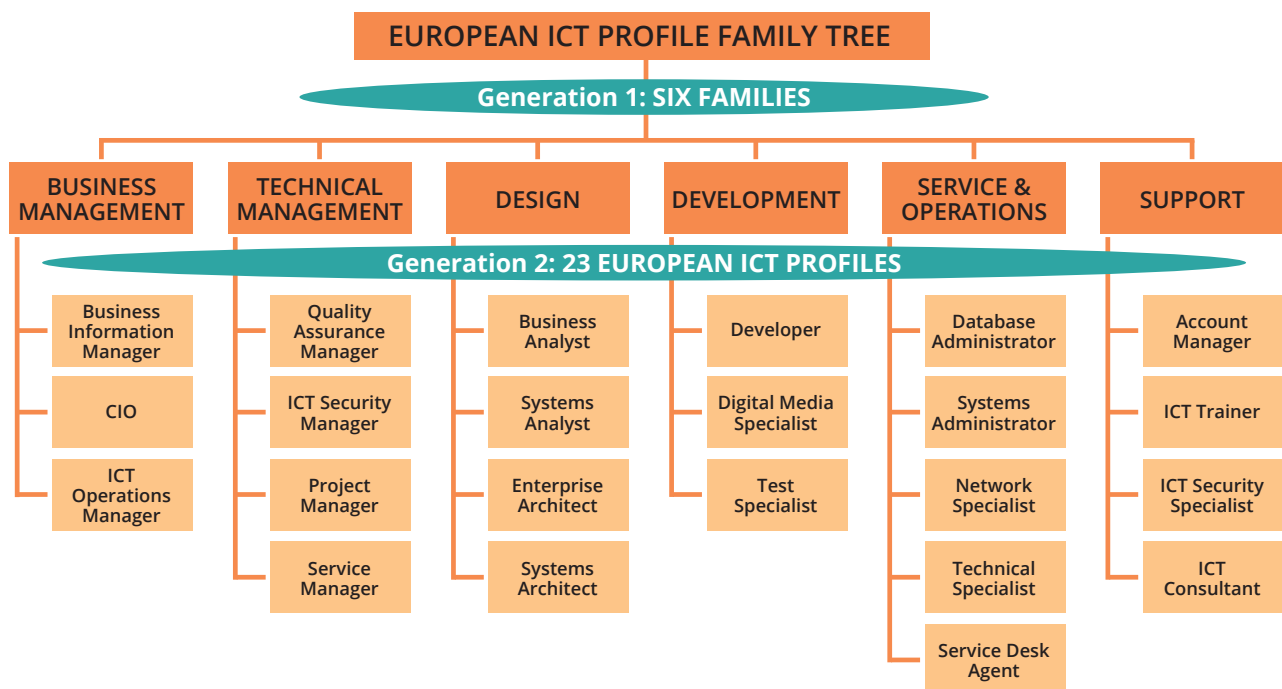 EUROPEAN ICT PROFILE FAMILY TREE
Generation 1: SIX FAMILIES
BUSINESS
MANAGEMENT
TECHNICAL
MANAGEMENT
DESIGN
DEVELOPMENT
SERVICE &
OPERATIONS
SUPPORT
Generation 2: 23 EUROPEAN ICT PROFILES
Business
Information
Manager
CIO
ICT
Operations
Manager
Quality
Assurance
Manager
ICT Security
Manager
Project
Manager
Service
Manager
Business
Analyst
Systems
Analyst
Enterprise
Architect
Systems
Architect
Developer
Digital Media
Specialist
Test
Specialist
Database
Administrator
Systems
Administrator
Network
Specialist
Technical
Specialist
Service Desk
Agent
Account
Manager
ICT Trainer
ICT Security
Specialist
ICT
Consultant